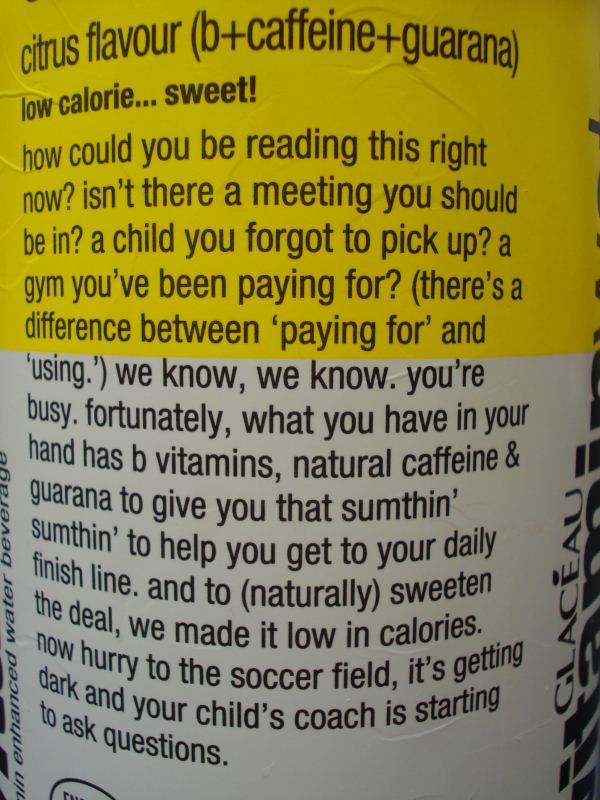 citrus flavour (b+caffeine+guarana)
low calorie... sweet!
how could you be reading this right
now? isn't there a meeting you should
be in? a child you forgot to pick up? a
gym you've been paying for? (there's a
difference between 'paying for' and
'using.') we know, we know. you're
busy. fortunately, what you have in your
hand has b vitamins, natural caffeine &
guarana to give you that sumthin'
sumthin' to help you get to your daily
finish line. and to (naturally) sweeten
the deal, we made it low in calories.
now hurry to the soccer field, it's getting
dark and your child's coach is starting
to ask questions.
enhanced water beverage
GLACÉAU